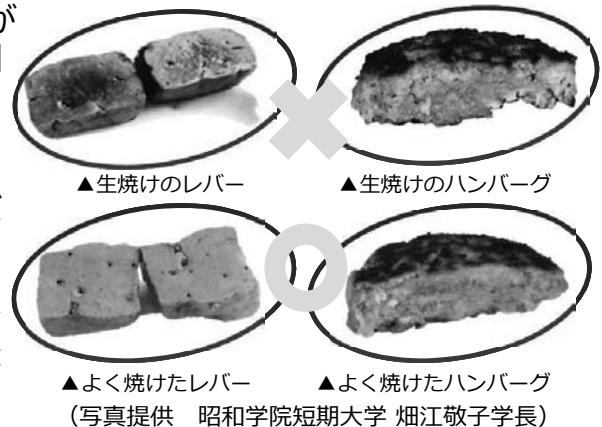 が
▲生焼けのレバー ▲生焼けのハンバーグ
▲よく焼けたレバー ▲よく焼けたハンバーグ
（写真提供　昭和学院短期大学 畑江敬子学長）